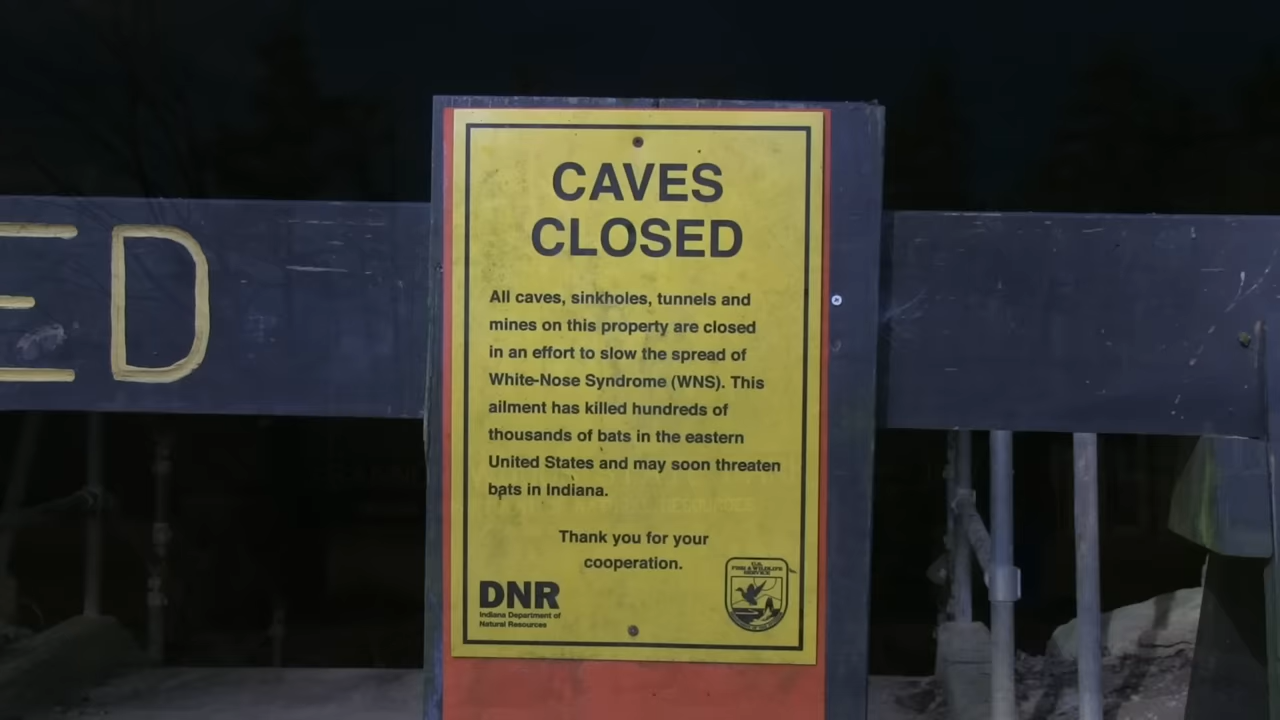 ED
CAVES
CLOSED
All caves, sinkholes, tunnels and
mines on this property are closed
in an effort to slow the spread of
White-Nose Syndrome (WNS). This
ailment has killed hundreds of
thousands of bats in the eastern
United States and may soon threaten
bats in Indiana.
Thank you for your
cooperation.
DNR
Indiana Department of
Natural Resources
U.S.
FISH & WILDLIFE
SERVICE